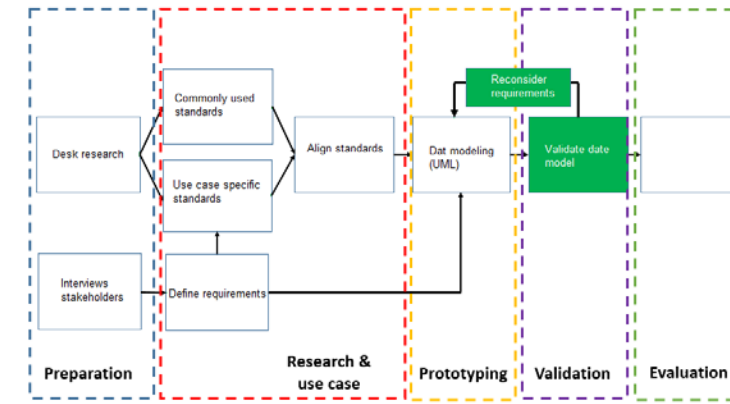 Reconsider
requirements
Commonly used
standards
Desk research
Align standards
Dat modeling
(UML)
Validate date
model
Use case specific
standards
Interviews
stakeholders
Define requirements
Preparation
Research &
use case
Prototyping
Validation
Evaluation